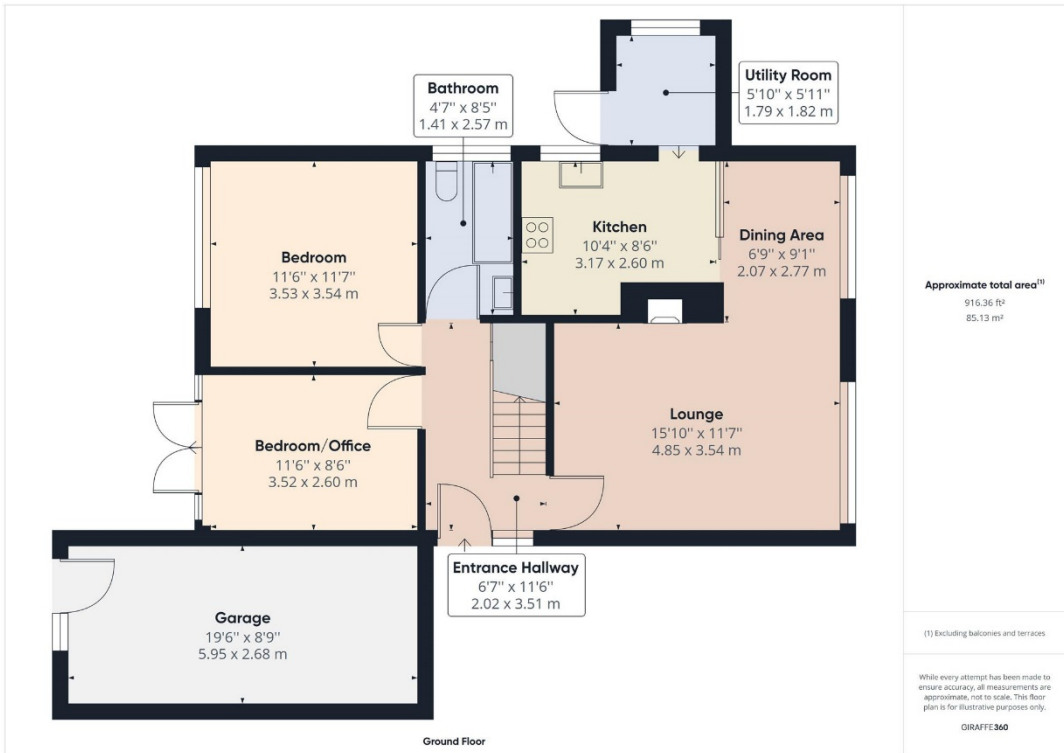 Utility Room
5'10" x 5'11"
1.79 x 1.82 m
Bathroom
4'7" x 8'5"
1.41 x 2.57 m
Kitchen
10'4" x 8'6"
3.17 x 2.60 m
Dining Area
6'9" x 9'1"
2.07 x 2.77 m
Bedroom
11'6" x 11'7"
3.53 x 3.54 m
Lounge
15'10" x 11'7"
4.85 x 3.54 m
Bedroom/Office
11'6" x 8'6"
3.52 x 2.60 m
Entrance Hallway
6'7" x 11'6"
2.02 x 3.51 m
Garage
19'6" x 8'9"
5.95 x 2.68 m
Ground Floor
Approximate total area(1)
916.36 ft²
85.13 m²
(1) Excluding balconies and terraces
While every attempt has been made to
ensure accuracy, all measurements are
approximate, not to scale. This floor
plan is for illustrative purposes only.
GIRAFFE360